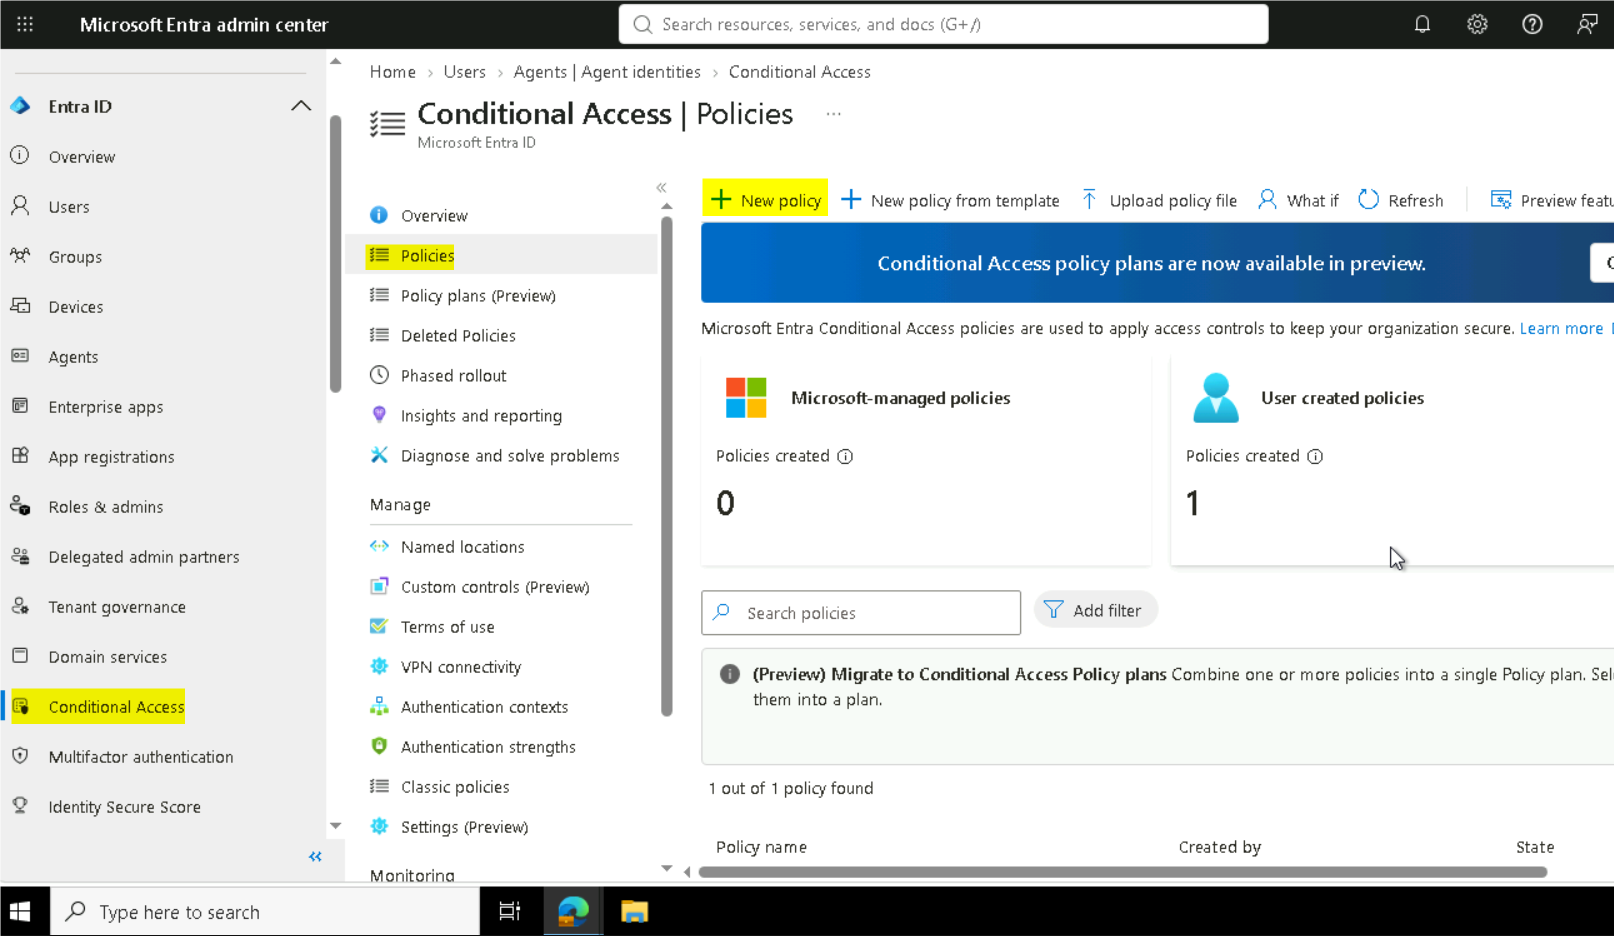 Microsoft Entra admin center
Search resources, services, and docs (G+/)
Home > Users > Agents | Agent identities > Conditional Access
Conditional Access | Policies ...
Microsoft Entra ID
Entra ID
Overview
Users
Groups
Devices
Agents
Enterprise apps
App registrations
Roles & admins
Delegated admin partners
Tenant governance
Domain services
Conditional Access
Multifactor authentication
Identity Secure Score
Overview
Policies
Policy plans (Preview)
Deleted Policies
Phased rollout
Insights and reporting
Diagnose and solve problems
Manage
Named locations
Custom controls (Preview)
Terms of use
VPN connectivity
Authentication contexts
Authentication strengths
Classic policies
Settings (Preview)
Monitoring
New policy
New policy from template
Upload policy file
What if
Refresh
Preview featu
Conditional Access policy plans are now available in preview.
Microsoft Entra Conditional Access policies are used to apply access controls to keep your organization secure. Learn more
Microsoft-managed policies
Policies created
0
User created policies
Policies created
1
Search policies
Add filter
(Preview) Migrate to Conditional Access Policy plans Combine one or more policies into a single Policy plan. Sel
them into a plan.
1 out of 1 policy found
Policy name
Created by
State
Type here to search